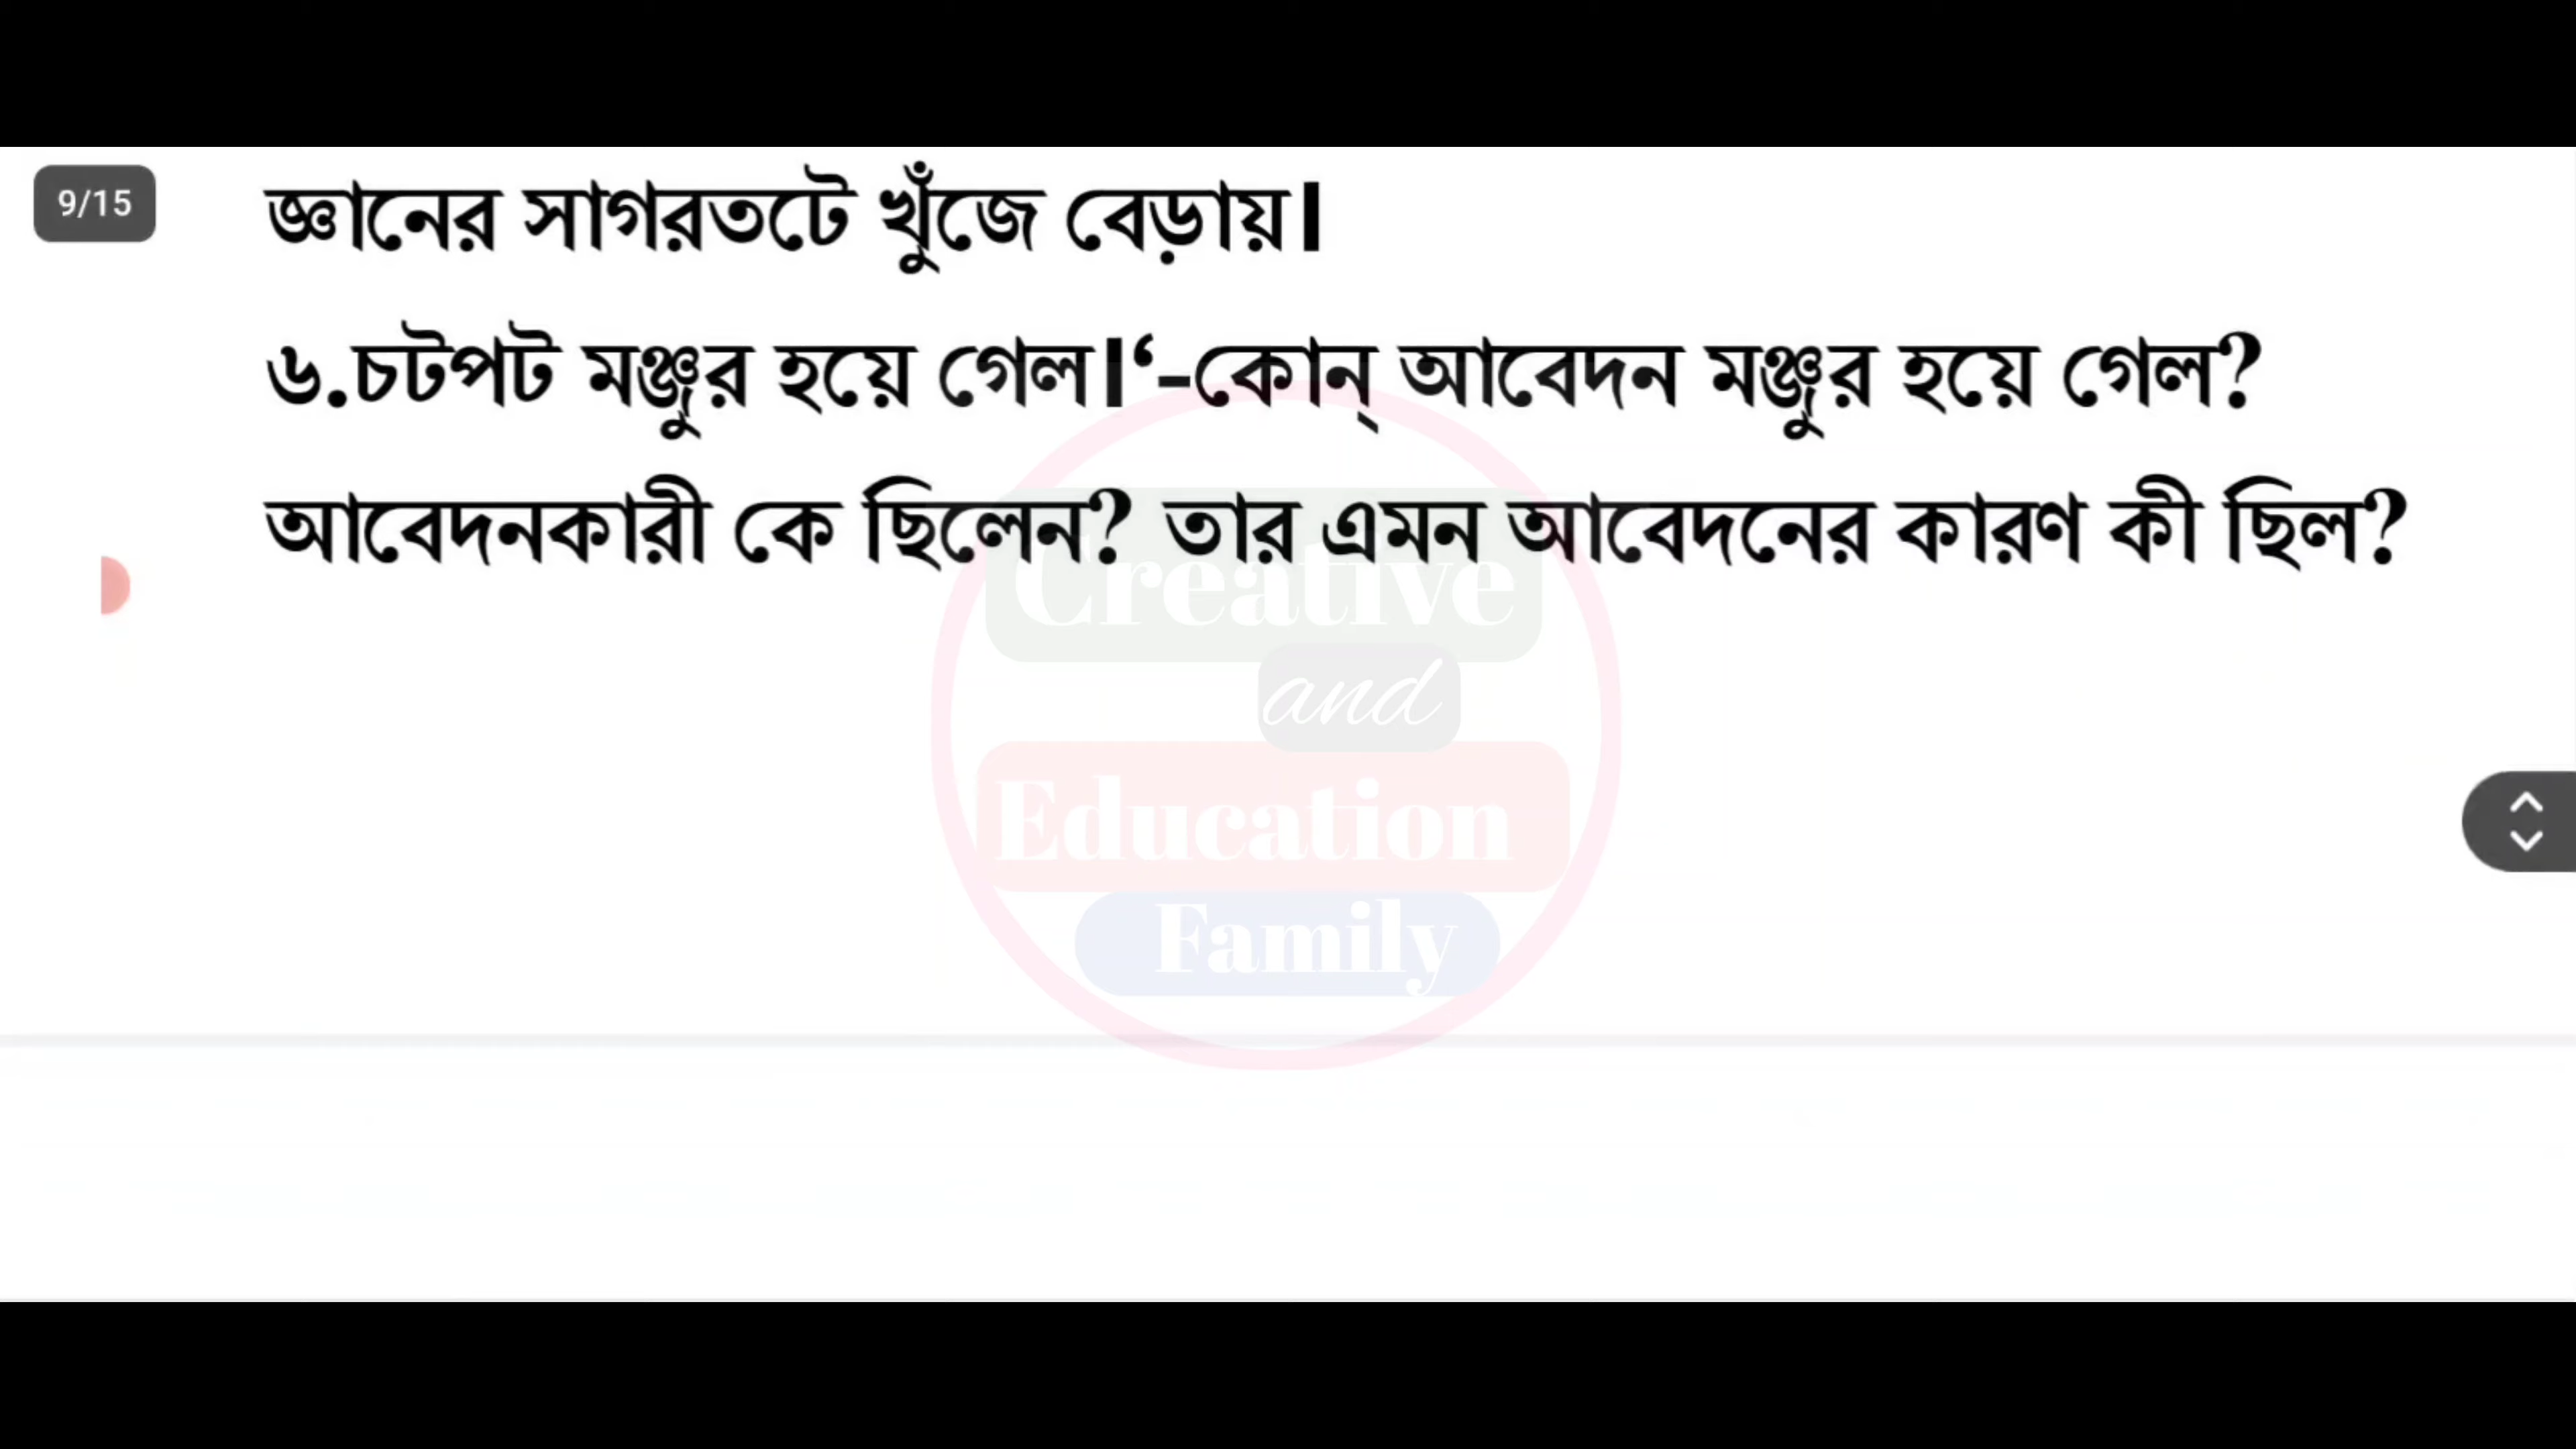 9/15
জ্ঞানের সাগরতটে খুঁজে বেড়ায়।
৬.চটপট মঞ্জুর হয়ে গেল।‘-কোন্ আবেদন মঞ্জুর হয়ে গেল?
আবেদনকারী কে ছিলেন? তার এমন আবেদনের কারণ কী ছিল?
Creative
and
Education
Family